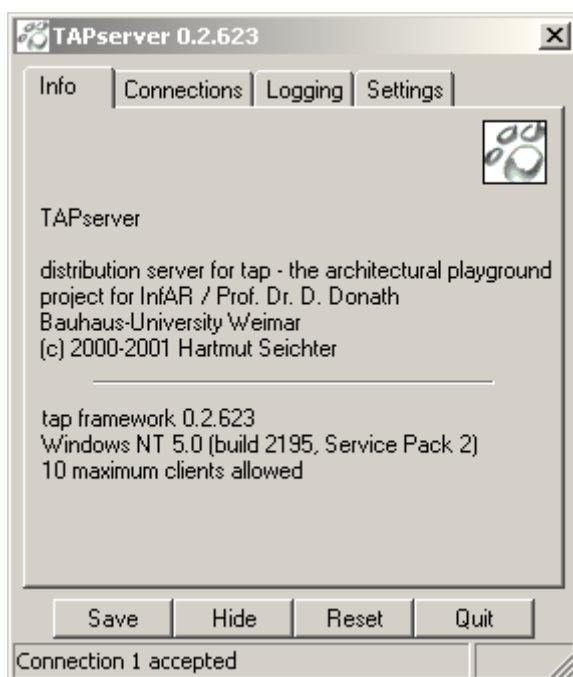 TAPserver 0.2.623
Info Connections Logging Settings
TAPserver
distribution server for tap - the architectural playground
project for InfAR / Prof. Dr. D. Donath
Bauhaus-University Weimar
(c) 2000-2001 Hartmut Seichter
tap framework 0.2.623
Windows NT 5.0 (build 2195, Service Pack 2)
10 maximum clients allowed
Save Hide Reset Quit
Connection 1 accepted